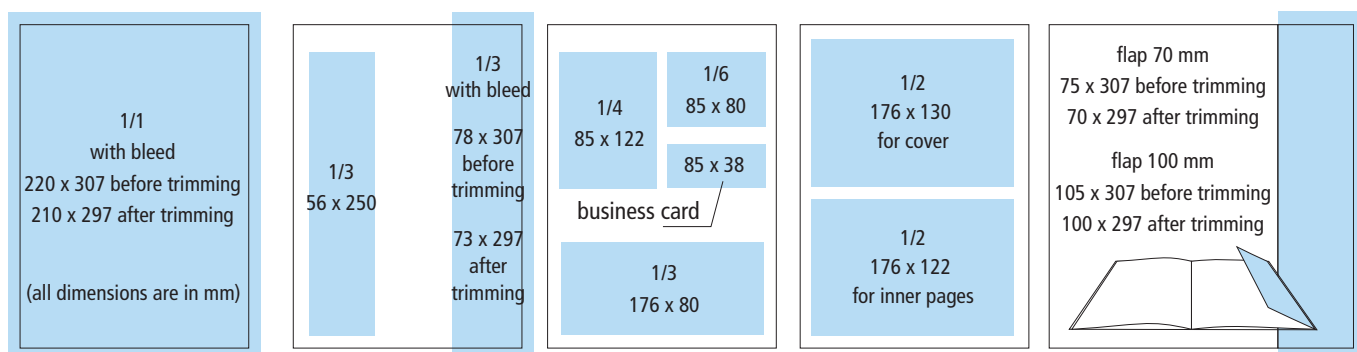 1/1
with bleed
220 x 307 before trimming
210 x 297 after trimming
(all dimensions are in mm)
1/3
56 x 250
1/3
with bleed
78 x 307
before
trimming
73 x 297
after
trimming
1/4
85 x 122
1/6
85 x 80
85 x 38
business card
1/3
176 x 80
1/2
176 x 130
for cover
1/2
176 x 122
for inner pages
flap 70 mm
75 x 307 before trimming
70 x 297 after trimming
flap 100 mm
105 x 307 before trimming
100 x 297 after trimming